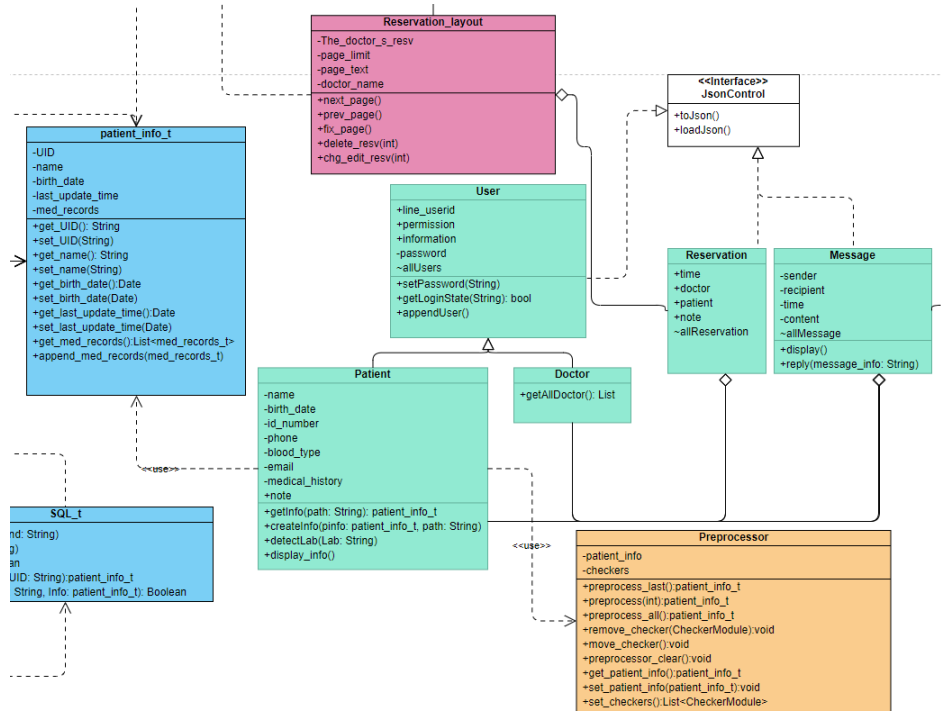 Reservation_layout
-The_doctor_s_resv
-page_limit
-page_text
-doctor_name
+next_page()
+prev_page()
+fix_page()
+delete_resv(int)
+chg_edit_resv(int)
<<Interface>>
JsonControl
+toJson()
+loadJson()
patient_info_t
-UID
-name
-birth_date
-last_update_time
-med_records
+get_UID(): String
+set_UID(String)
+get_name(): String
+set_name(String)
+get_birth_date():Date
+set_birth_date(Date)
+get_last_update_time():Date
+set_last_update_time(Date)
+get_med_records():List<med_records_t>
+append_med_records(med_records_t)
User
+line_userid
+permission
+information
-password
~allUsers
+setPassword(String)
+getLoginState(String): bool
+appendUser()
Reservation
+time
+doctor
+patient
+note
~allReservation
Message
-sender
-recipient
-time
-content
~allMessage
+display()
+reply(message_info: String)
Patient
-name
-birth_date
-id_number
-phone
-blood_type
-email
-medical_history
+note
+getInfo(path: String): patient_info_t
+createInfo(pinfo: patient_info_t, path: String)
+detectLab(Lab: String)
+display_info()
Doctor
+getAllDoctor(): List
<<use>>
<<use>>
SQL_t
nd: String)
g)
an
UID: String):patient_info_t
String, Info: patient_info_t): Boolean
Preprocessor
-patient_info
-checkers
+preprocess_last():patient_info_t
+preprocess(int):patient_info_t
+preprocess_all():patient_info_t
+remove_checker(CheckerModule):void
+move_checker():void
+preprocessor_clear():void
+get_patient_info():patient_info_t
+set_patient_info(patient_info_t):void
+set_checkers():List<CheckerModule>